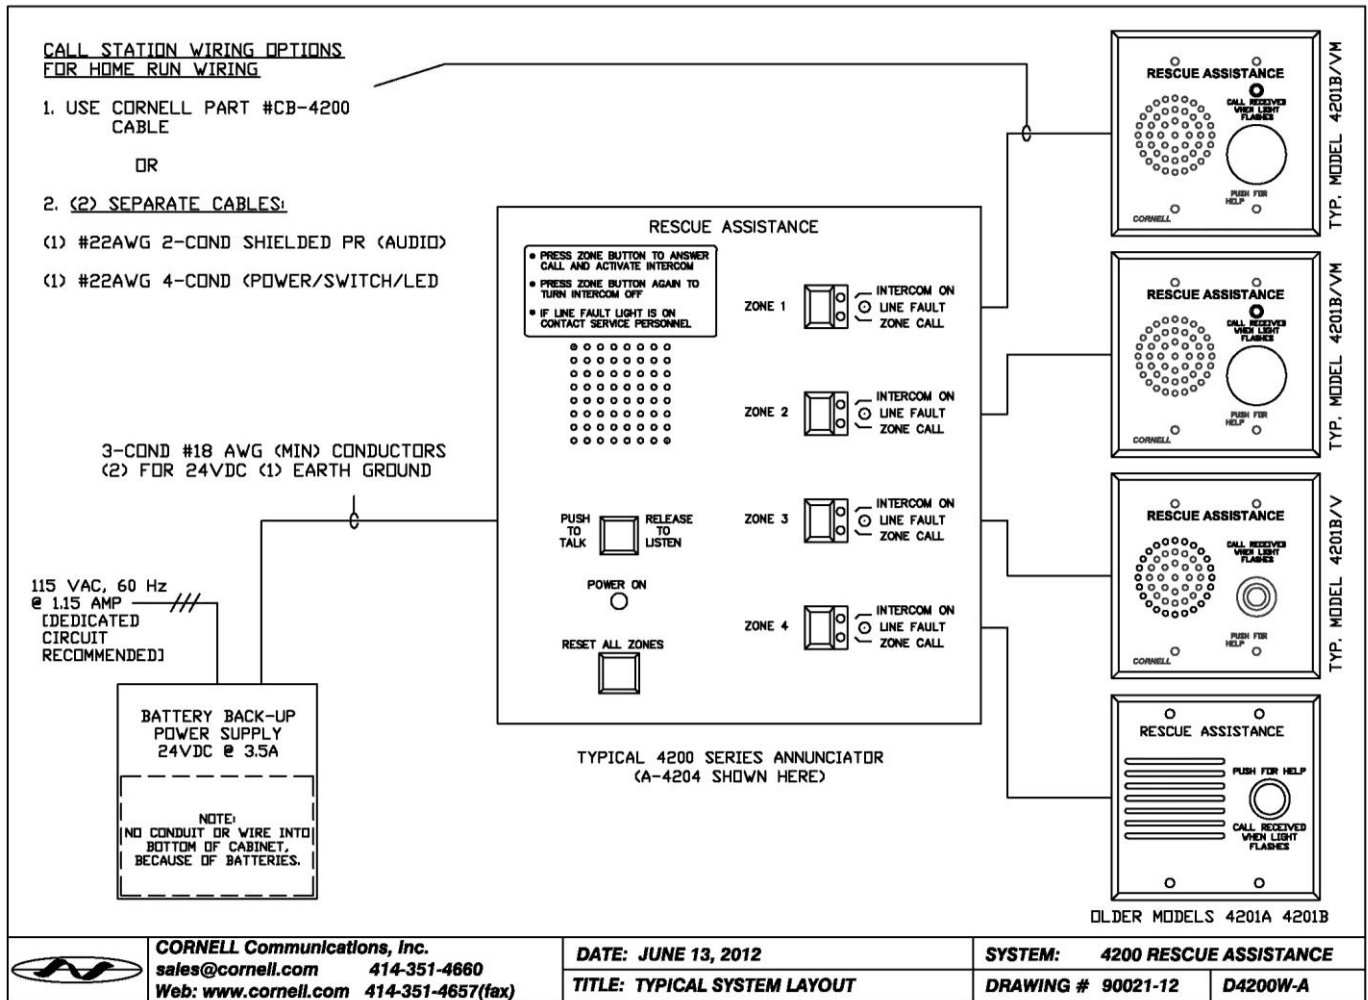 CALL STATION WIRING OPTIONS
FOR HOME RUN WIRING
1. USE CORNELL PART #CB-4200
CABLE
OR
2. (2) SEPARATE CABLES:
(1) #22AWG 2-COND SHIELDED PR (AUDIO)
(1) #22AWG 4-COND (POWER/SWITCH/LED
3-COND #18 AWG (MIN) CONDUCTORS
(2) FOR 24VDC (1) EARTH GROUND
115 VAC, 60 Hz
@ 1.15 AMP
[DEDICATED
CIRCUIT
RECOMMENDED]
BATTERY BACK-UP
POWER SUPPLY
24VDC @ 3.5A
NOTE:
NO CONDUIT OR WIRE INTO
BOTTOM OF CABINET,
BECAUSE OF BATTERIES.
RESCUE ASSISTANCE
• PRESS ZONE BUTTON TO ANSWER
CALL AND ACTIVATE INTERCOM
• PRESS ZONE BUTTON AGAIN TO
TURN INTERCOM OFF
• IF LINE FAULT LIGHT IS ON
CONTACT SERVICE PERSONNEL
ZONE 1
INTERCOM ON
LINE FAULT
ZONE CALL
ZONE 2
INTERCOM ON
LINE FAULT
ZONE CALL
ZONE 3
INTERCOM ON
LINE FAULT
ZONE CALL
ZONE 4
INTERCOM ON
LINE FAULT
ZONE CALL
PUSH
TO
TALK
RELEASE
TO
LISTEN
POWER ON
RESET ALL ZONES
TYPICAL 4200 SERIES ANNUNCIATOR
(A-4204 SHOWN HERE)
RESCUE ASSISTANCE
CALL RECEIVED
WHEN LIGHT
FLASHES
PUSH FOR
HELP
CORNELL
TYP. MODEL 4201B/VM
RESCUE ASSISTANCE
CALL RECEIVED
WHEN LIGHT
FLASHES
PUSH FOR
HELP
CORNELL
TYP. MODEL 4201B/VM
RESCUE ASSISTANCE
CALL RECEIVED
WHEN LIGHT
FLASHES
PUSH FOR
HELP
CORNELL
TYP. MODEL 4201B/V
RESCUE ASSISTANCE
PUSH FOR HELP
CALL RECEIVED
WHEN LIGHT
FLASHES
OLDER MODELS 4201A 4201B
CORNELL Communications, Inc.
sales@cornell.com 414-351-4660
Web: www.cornell.com 414-351-4657(fax)
DATE: JUNE 13, 2012
TITLE: TYPICAL SYSTEM LAYOUT
SYSTEM: 4200 RESCUE ASSISTANCE
DRAWING # 90021-12
D4200W-A